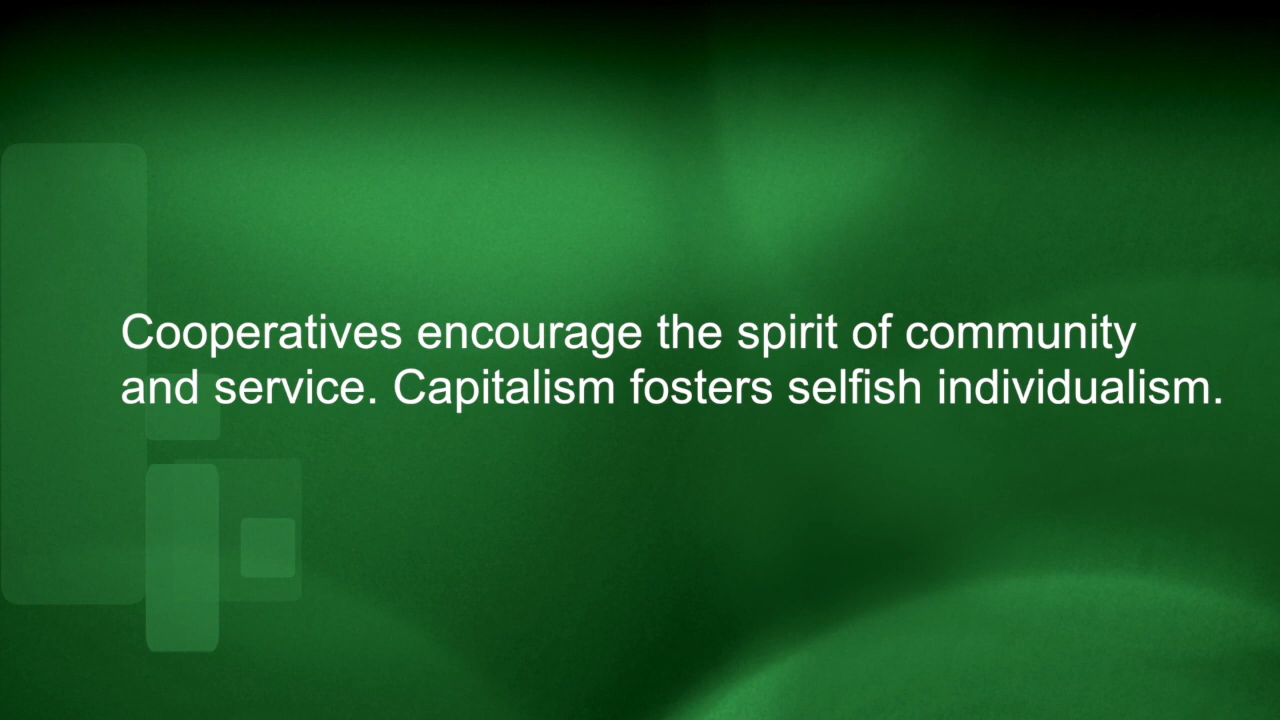 Cooperatives encourage the spirit of community
and service. Capitalism fosters selfish individualism.